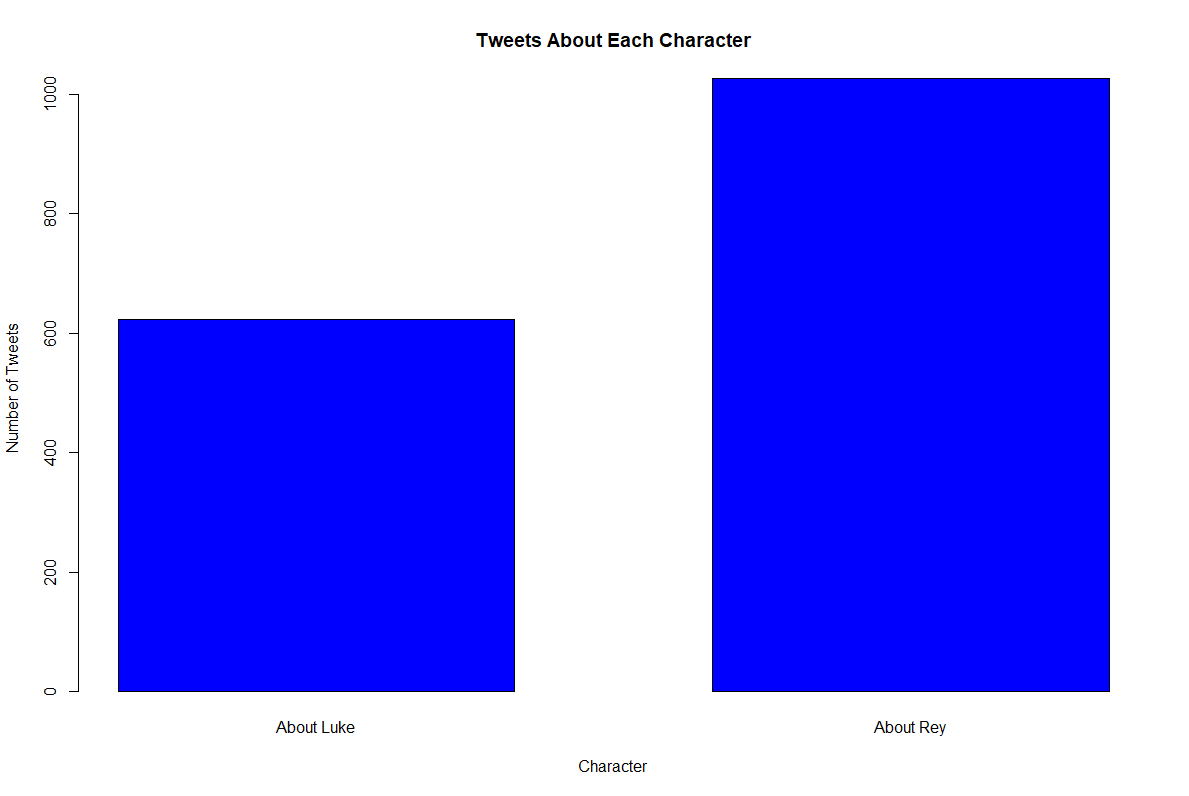 Tweets About Each Character
Number of Tweets
1000
800
600
400
200
0
About Luke
About Rey
Character